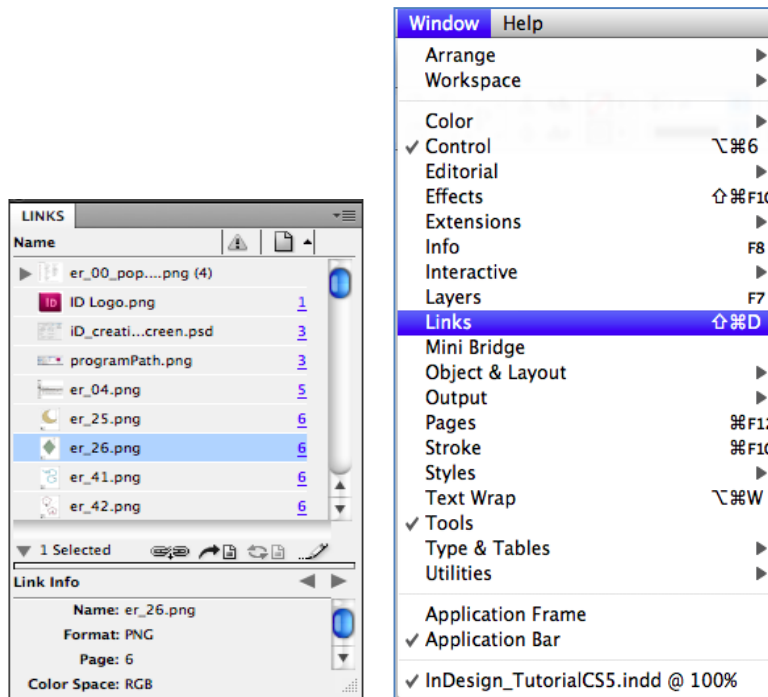 LINKS
Name
er_00_pop....png (4)
ID Logo.png 1
iD_creati...creen.psd 3
programPath.png 3
er_04.png 5
er_25.png 6
er_26.png 6
er_41.png 6
er_42.png 6
1 Selected
Link Info
Name: er_26.png
Format: PNG
Page: 6
Color Space: RGB
Window Help
Arrange
Workspace
Color
✓ Control ⌥⌘6
Editorial
Effects ⇧⌘F10
Extensions
Info F8
Interactive
Layers F7
Links ⇧⌘D
Mini Bridge
Object & Layout
Output
Pages ⌘F12
Stroke ⌘F10
Styles
Text Wrap ⌥⌘W
✓ Tools
Type & Tables
Utilities
Application Frame
✓ Application Bar
✓ InDesign_TutorialCS5.indd @ 100%